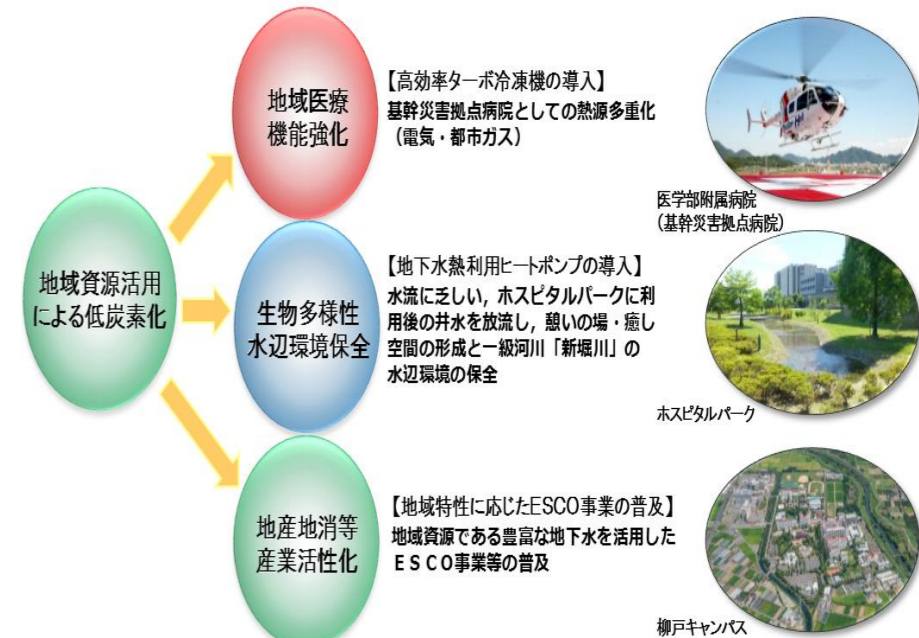 地域資源活用
による低炭素化
地域医療
機能強化
【高効率ターボ冷凍機の導入】
基幹災害拠点病院としての熱源多重化
（電気・都市ガス）
医学部附属病院
(基幹災害拠点病院)
生物多様性
水辺環境保全
【地下水熱利用ヒートポンプの導入】
水流に乏しい，ホスピタルパークに利
用後の井水を放流し，憩いの場・癒し
空間の形成と一級河川「新堀川」の
水辺環境の保全
ホスピタルパーク
地産地消等
産業活性化
【地域特性に応じたESCO事業の普及】
地域資源である豊富な地下水を活用した
ＥＳＣＯ事業等の普及
柳戸キャンパス